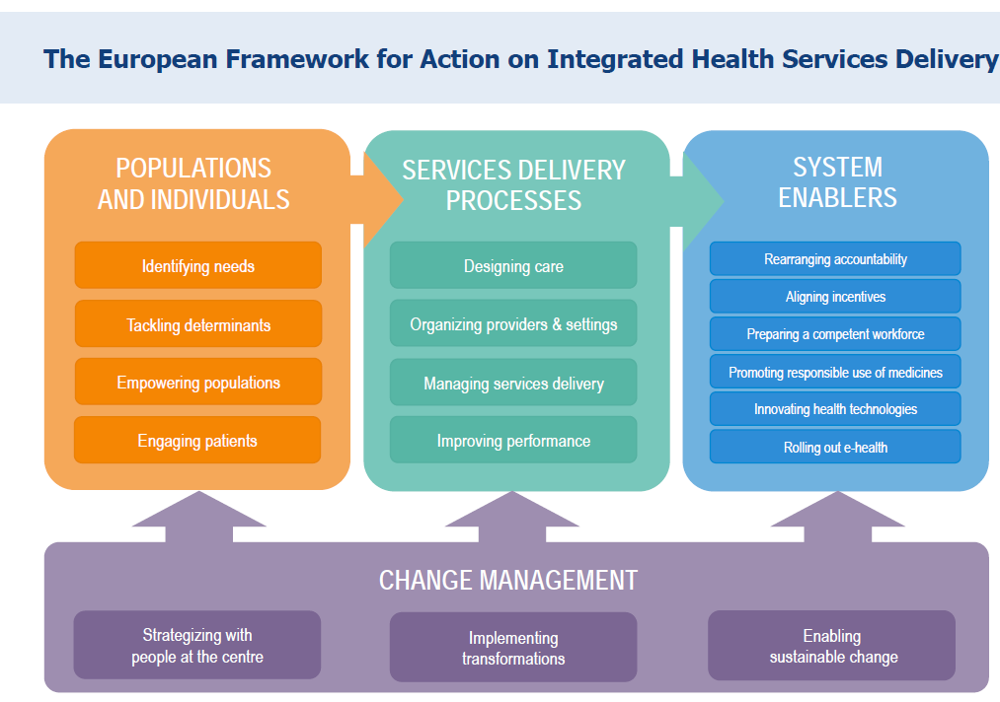 The European Framework for Action on Integrated Health Services Delivery
POPULATIONS
AND INDIVIDUALS
Identifying needs
Tackling determinants
Empowering populations
Engaging patients
SERVICES DELIVERY
PROCESSES
Designing care
Organizing providers & settings
Managing services delivery
Improving performance
SYSTEM
ENABLERS
Rearranging accountability
Aligning incentives
Preparing a competent workforce
Promoting responsible use of medicines
Innovating health technologies
Rolling out e-health
CHANGE MANAGEMENT
Strategizing with
people at the centre
Implementing
transformations
Enabling
sustainable change